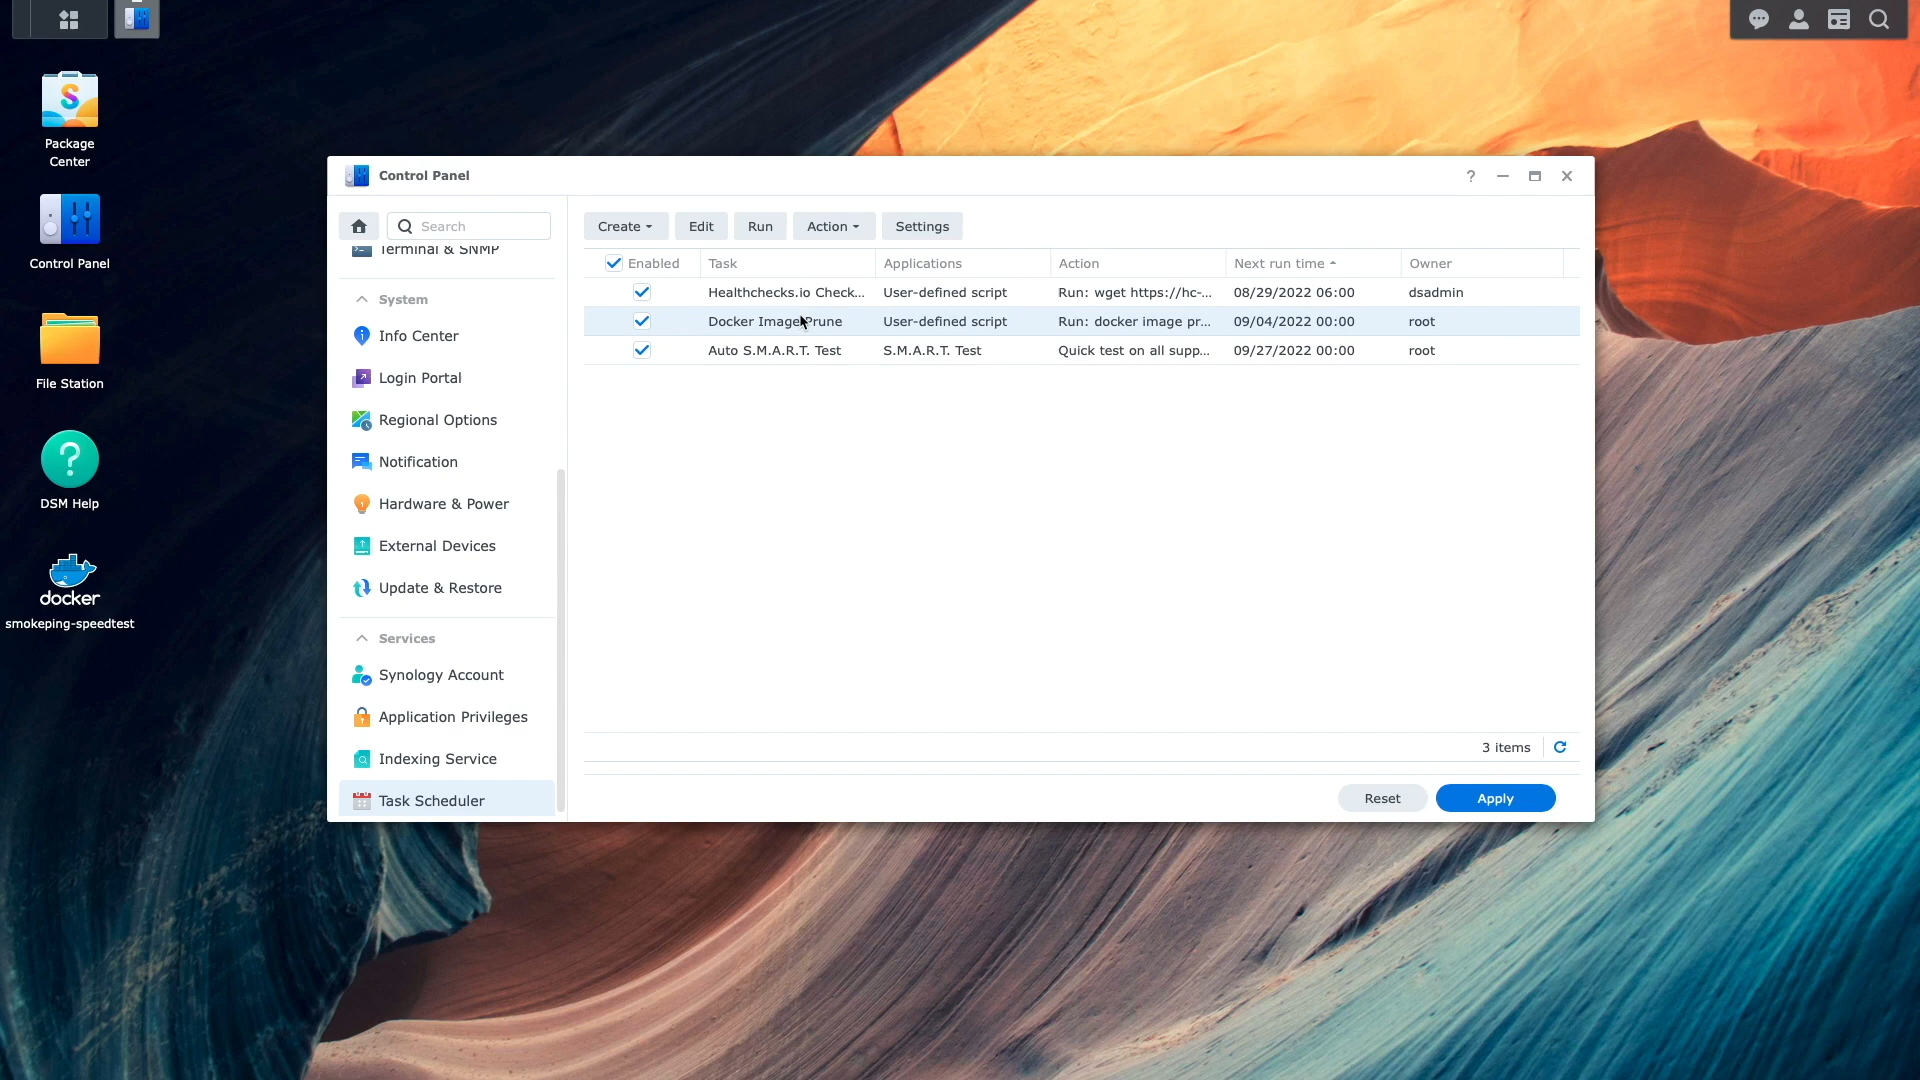 Package
Center
Control Panel
File Station
DSM Help
docker
smokeping-speedtest
Control Panel
Search
Terminal & SNMP
System
Info Center
Login Portal
Regional Options
Notification
Hardware & Power
External Devices
Update & Restore
Services
Synology Account
Application Privileges
Indexing Service
Task Scheduler
Create Edit Run Action Settings
Enabled Task Applications Action Next run time Owner
Healthchecks.io Check... User-defined script Run: wget https://hc-... 08/29/2022 06:00 dsadmin
Docker Image Prune User-defined script Run: docker image pr... 09/04/2022 00:00 root
Auto S.M.A.R.T. Test S.M.A.R.T. Test Quick test on all supp... 09/27/2022 00:00 root
3 items
Reset Apply